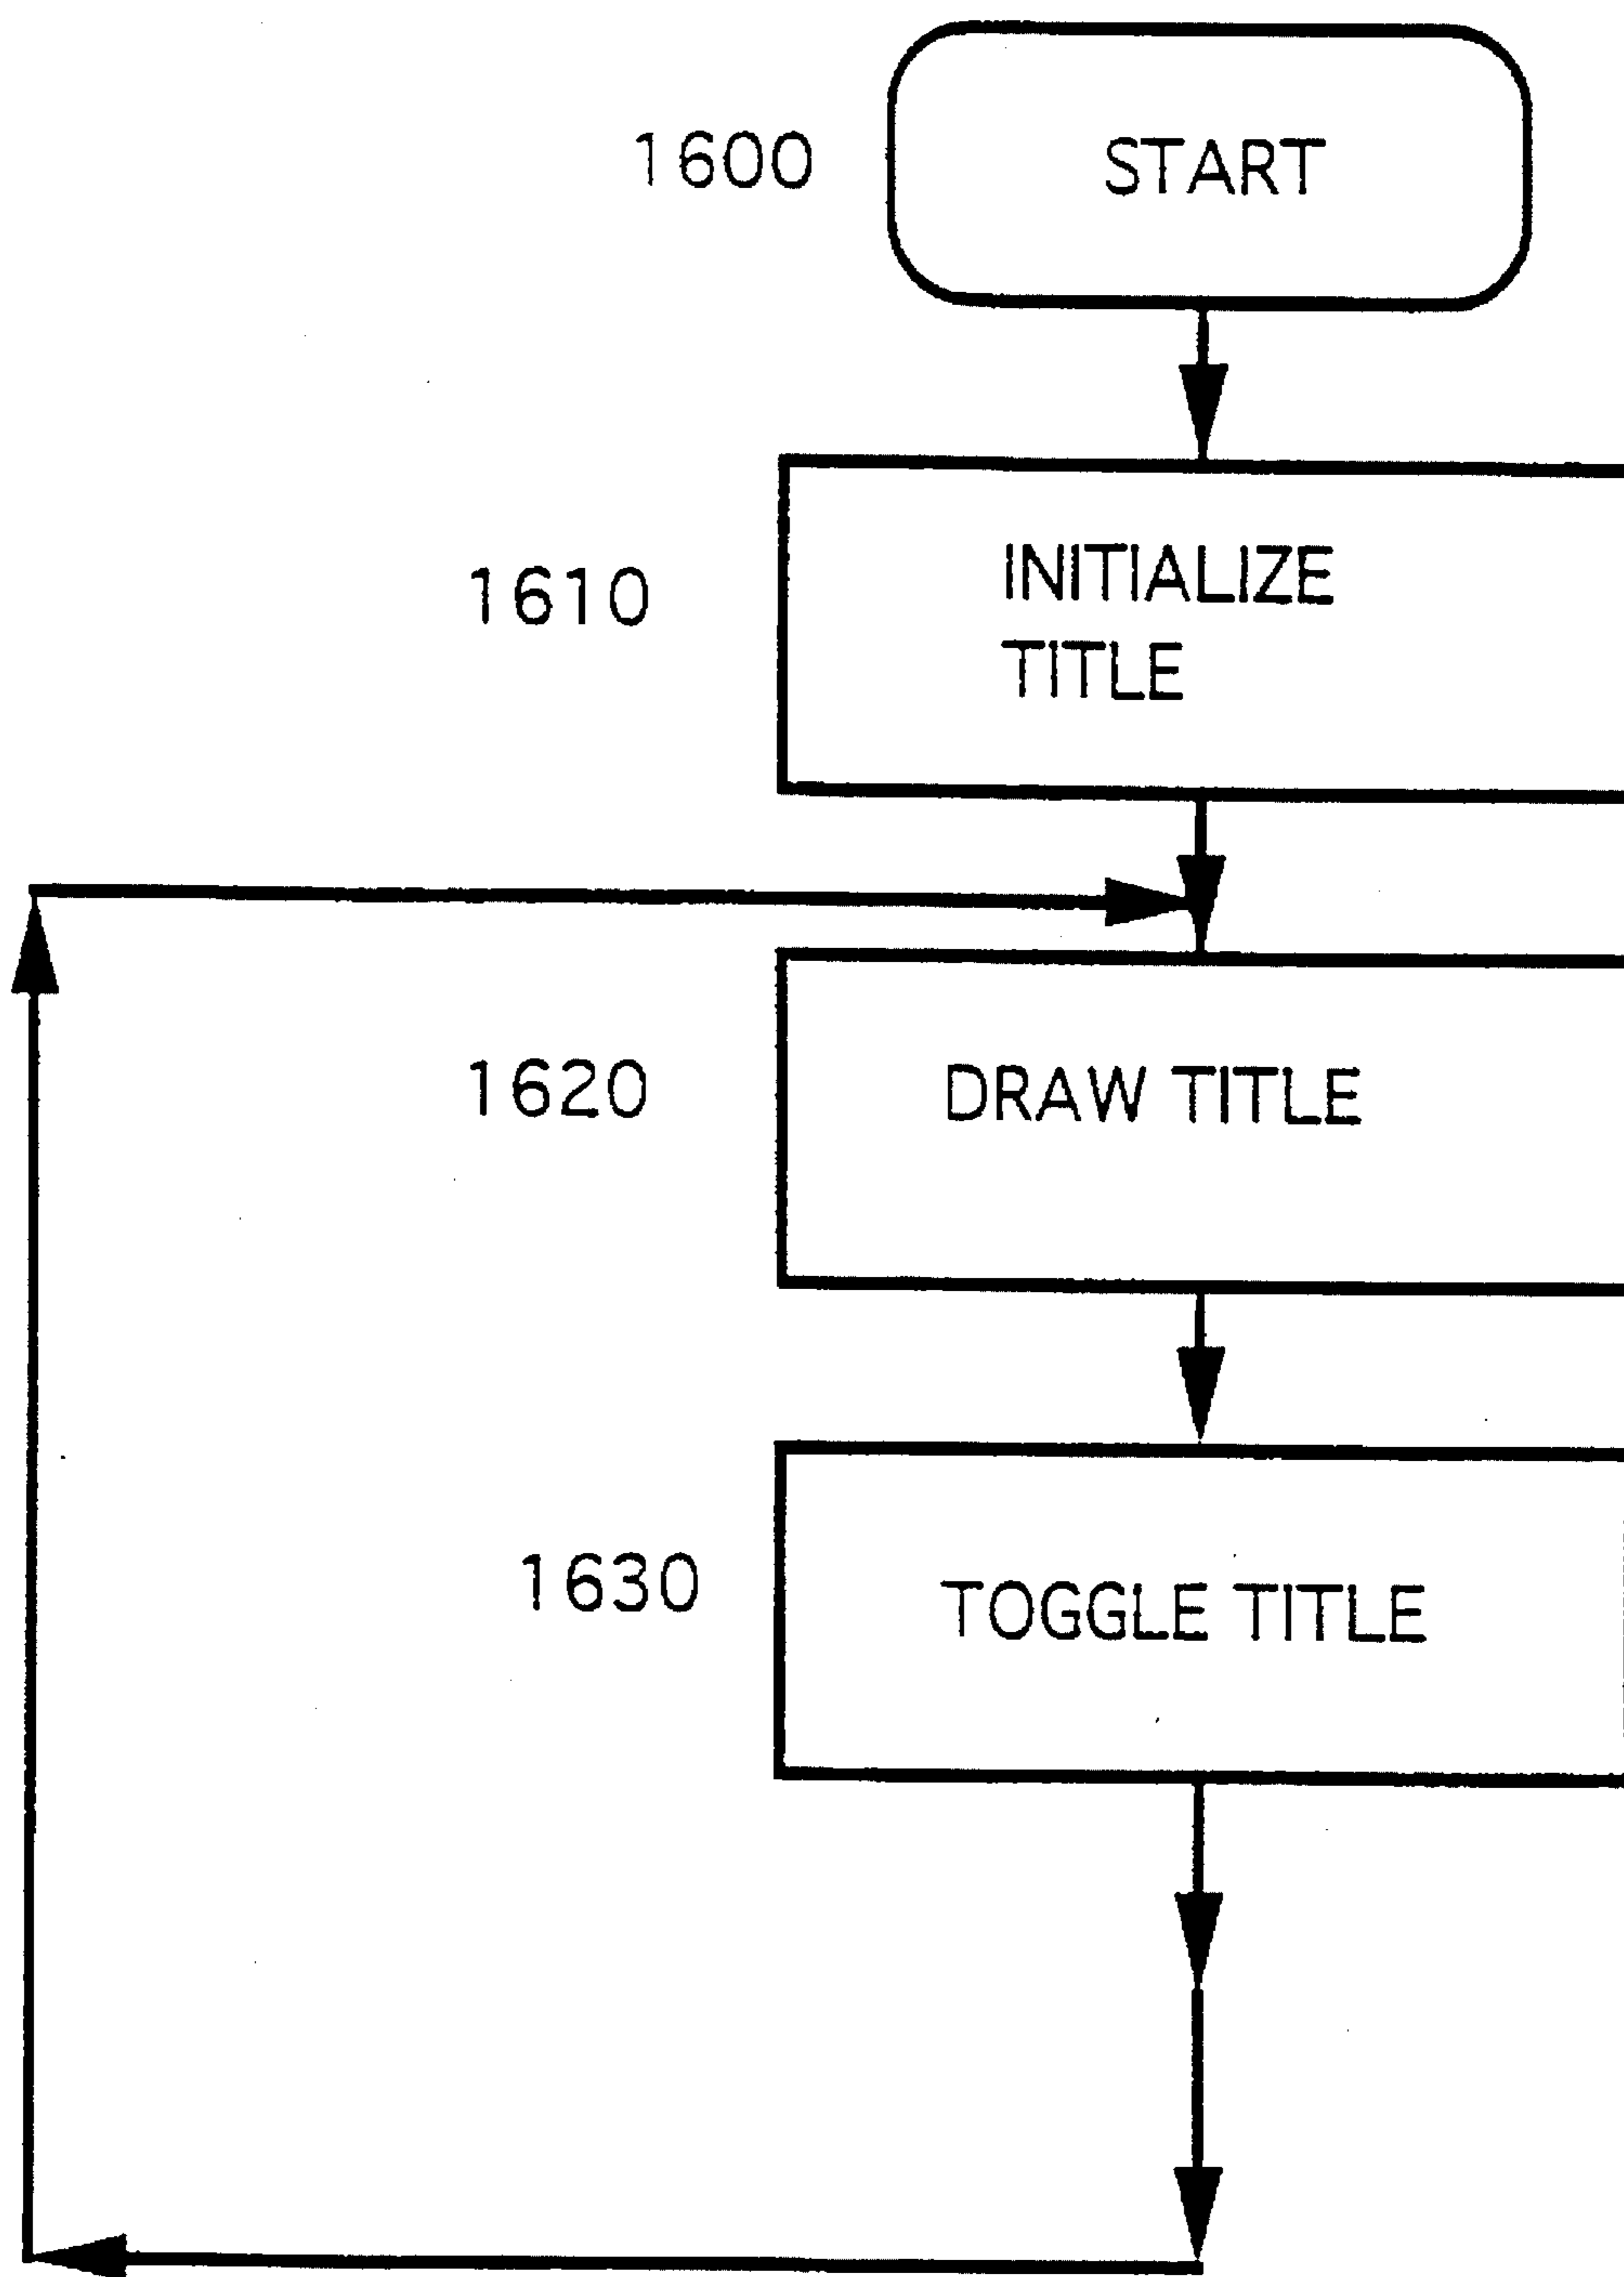 1600
START
1610
INITIALIZE
TITLE
1620
DRAW TITLE
1630
TOGGLE TITLE